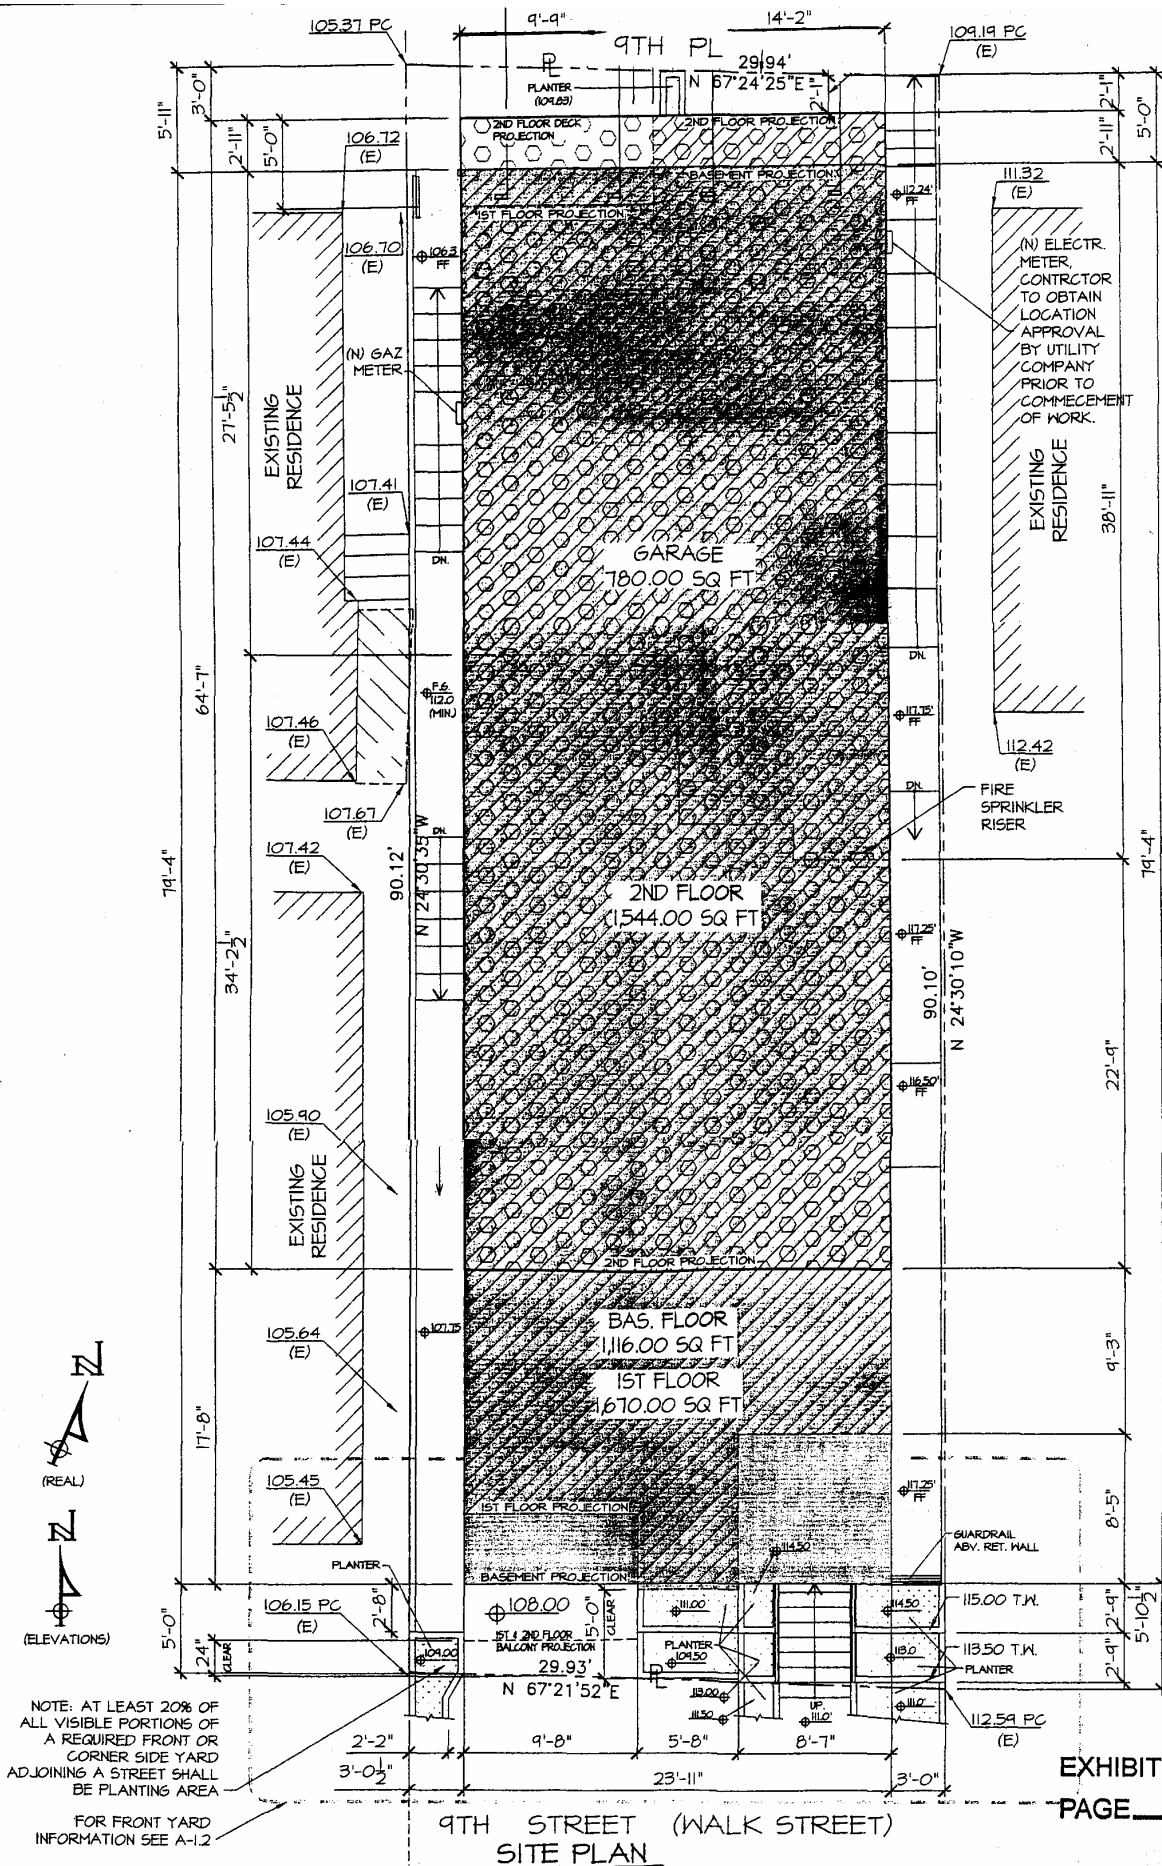 105.37 PC
9'-9"
14'-2"
109.19 PC
(E)
9TH PL
29.94'
N 67°24'25"E
PL
PLANTER
(109.83)
2'-1"
5'-11"
3'-0"
2'-11"
5'-0"
2'-1"
2'-11"
5'-0"
2ND FLOOR DECK
PROJECTION
2ND FLOOR PROJECTION
106.72
(E)
BASEMENT PROJECTION
111.32
(E)
112.24'
FF
1ST FLOOR PROJECTION
106.70
(E)
106.3
FF
(N) ELECTR.
METER,
CONTRCTOR
TO OBTAIN
LOCATION
APPROVAL
BY UTILITY
COMPANY
PRIOR TO
COMMECEMENT
OF WORK.
(N) GAZ
METER
27'-5 1/2"
EXISTING
RESIDENCE
EXISTING
RESIDENCE
38'-11"
107.41
(E)
107.44
(E)
DN.
GARAGE
780.00 SQ FT
DN.
64'-7"
F.G.
112.0
(MIN.)
117.75'
FF
107.46
(E)
112.42
(E)
107.67
(E)
DN.
DN.
FIRE
SPRINKLER
RISER
107.42
(E)
79'-4"
79'-4"
90.12'
N 24°30'35"W
2ND FLOOR
1,544.00 SQ FT
34'-2 1/2"
117.25'
FF
90.10'
N 24°30'10"W
22'-9"
116.50'
FF
105.90
(E)
EXISTING
RESIDENCE
2ND FLOOR PROJECTION
107.75
BAS. FLOOR
1,116.00 SQ FT
1ST FLOOR
1,670.00 SQ FT
105.64
(E)
9'-3"
17'-8"
N
(REAL)
105.45
(E)
1ST FLOOR PROJECTION
117.25'
FF
8'-5"
N
(ELEVATIONS)
114.50
GUARDRAIL
ABV. RET. WALL
PLANTER
BASEMENT PROJECTION
106.15 PC
(E)
2'-8"
108.00
5'-0"
CLEAR
111.00
114.50
115.00 T.W.
2'-9"
5'-10 1/2"
5'-0"
24"
CLEAR
109.00
1ST & 2ND FLOOR
BALCONY PROJECTION
PLANTER
109.50
113.0
113.50 T.W.
PLANTER
2'-9"
29.93'
N 67°21'52"E
PL
113.00
111.50
UP.
111.0'
111.0'
112.59 PC
(E)
NOTE: AT LEAST 20% OF
ALL VISIBLE PORTIONS OF
A REQUIRED FRONT OR
CORNER SIDE YARD
ADJOINING A STREET SHALL
BE PLANTING AREA
2'-2"
9'-8"
5'-8"
8'-7"
3'-0 1/2"
23'-11"
3'-0"
EXHIBIT
PAGE
FOR FRONT YARD
INFORMATION SEE A-1.2
9TH STREET (WALK STREET)
SITE PLAN